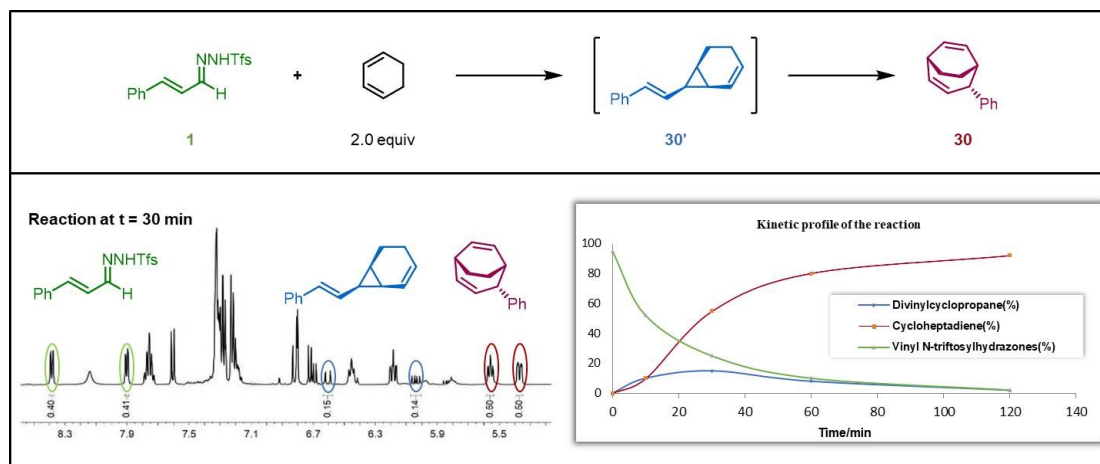 NNHTfs
Ph
H
+
Ph
Ph
1
2.0 equiv
30'
30
Reaction at t = 30 min
NNHTfs
Ph
H
Ph
Ph
0.40
0.41
0.15
0.14
0.50
0.50
8.3 7.9 7.5 7.1 6.7 6.3 5.9 5.5
Kinetic profile of the reaction
100
80
60
40
20
0
Divinylcyclopropane(%)
Cycloheptadiene(%)
Vinyl N-triftosylhydrazones(%)
0 20 40 60 80 100 120 140
Time/min